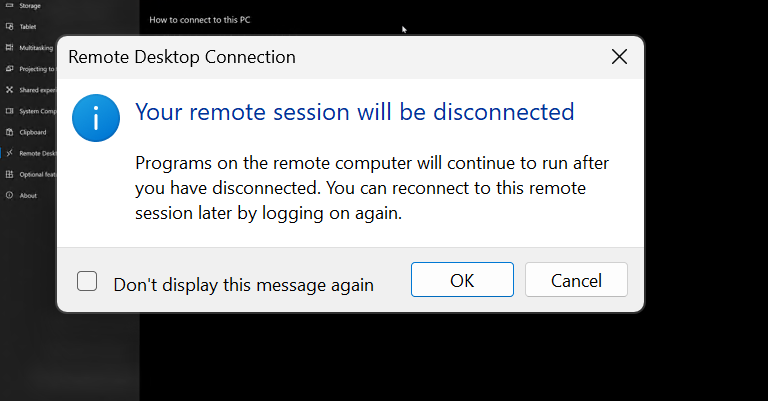 Storage
How to connect to this PC
Tablet
Multitasking
Projecting to
Shared exper
System Comp
Clipboard
Remote Deskt
Optional feat
About
Remote Desktop Connection
Your remote session will be disconnected
Programs on the remote computer will continue to run after
you have disconnected. You can reconnect to this remote
session later by logging on again.
Don't display this message again
OK
Cancel